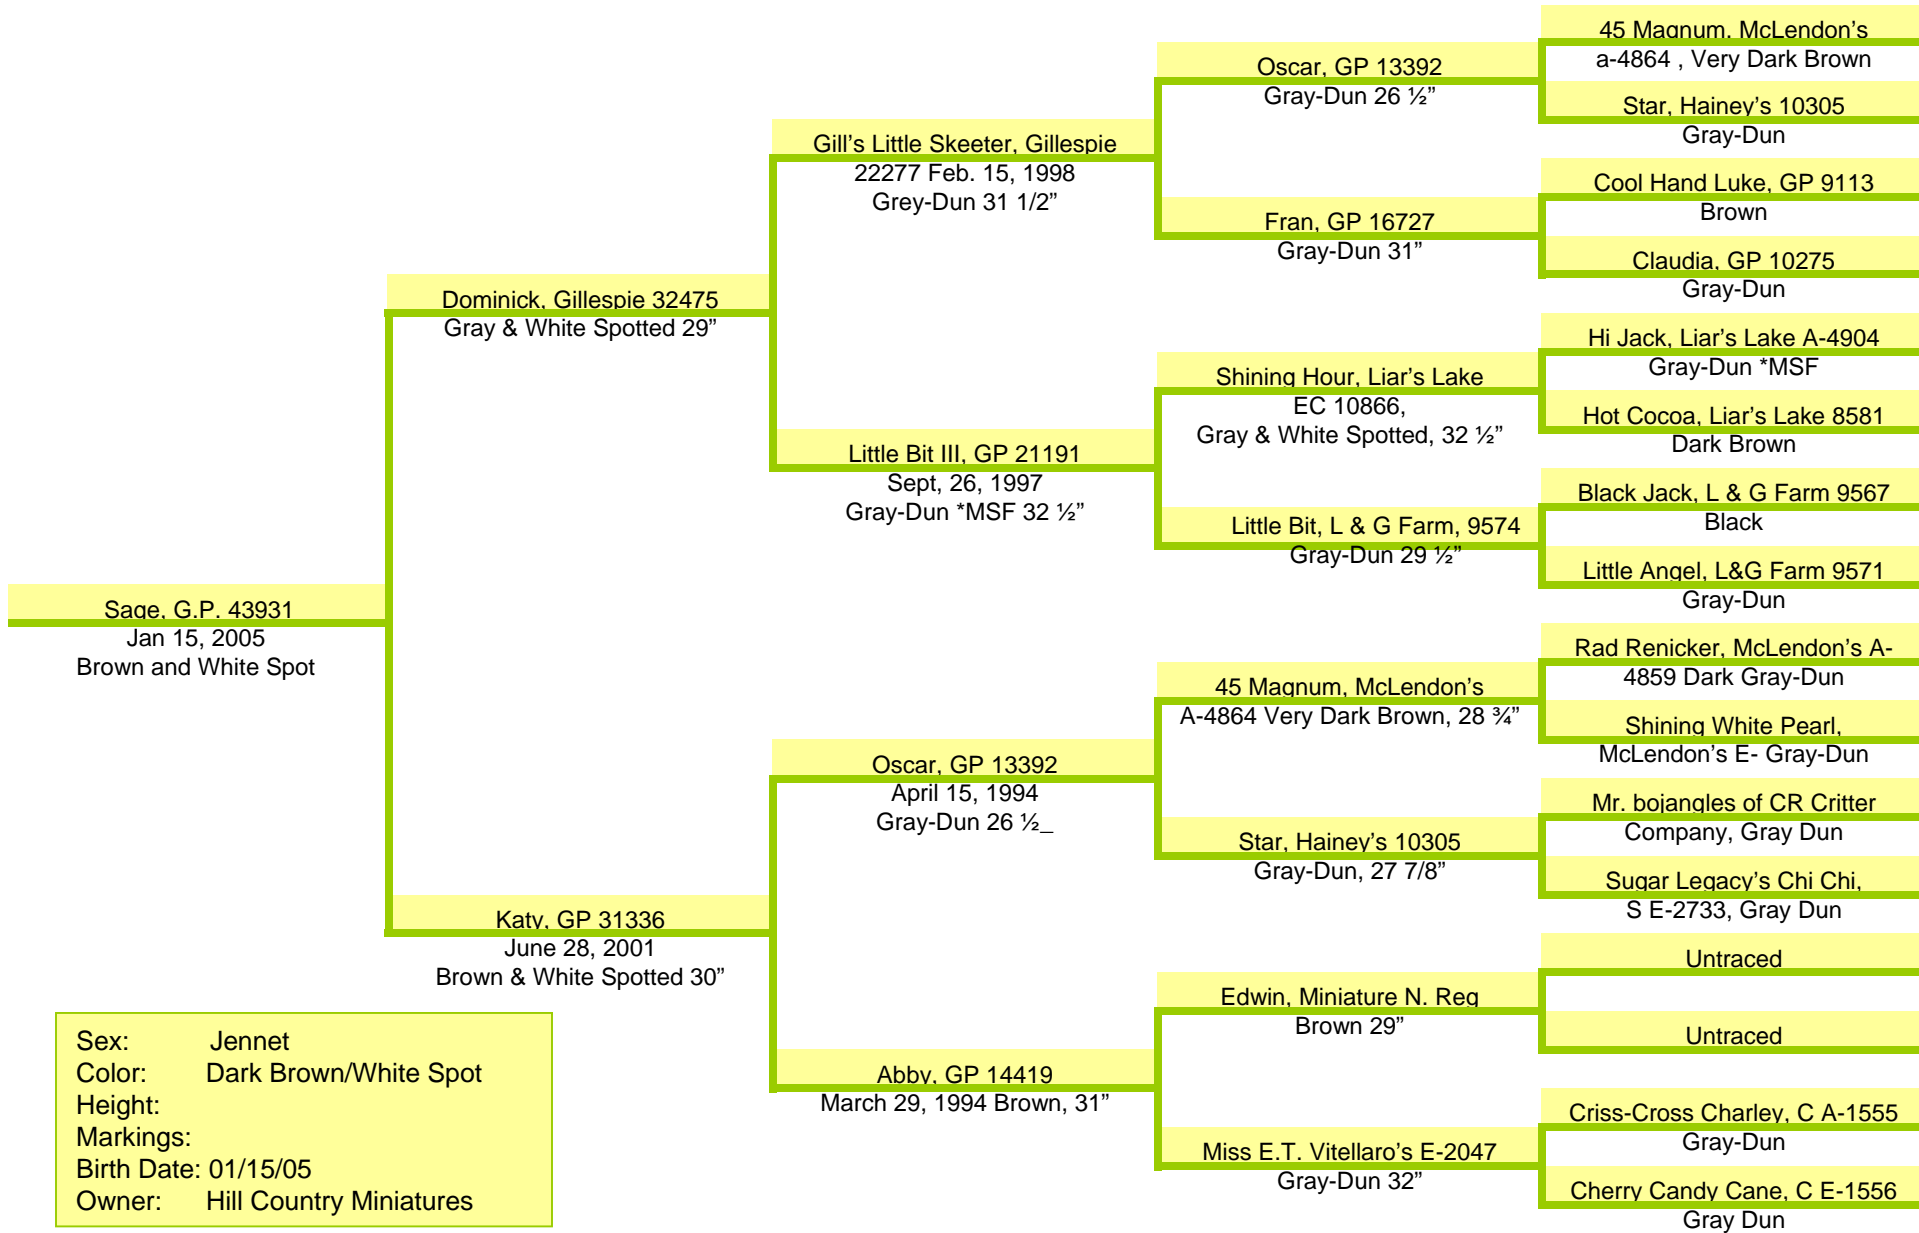 Sage, G.P. 43931
Jan 15, 2005
Brown and White Spot
Dominick, Gillespie 32475
Gray & White Spotted 29”
Katy, GP 31336
June 28, 2001
Brown & White Spotted 30”
Gill’s Little Skeeter, Gillespie
22277 Feb. 15, 1998
Grey-Dun 31 1/2”
Little Bit III, GP 21191
Sept, 26, 1997
Gray-Dun *MSF 32 ½”
Oscar, GP 13392
April 15, 1994
Gray-Dun 26 ½_
Abby, GP 14419
March 29, 1994 Brown, 31”
Oscar, GP 13392
Gray-Dun 26 ½”
Fran, GP 16727
Gray-Dun 31”
Shining Hour, Liar’s Lake
EC 10866,
Gray & White Spotted, 32 ½”
Little Bit, L & G Farm, 9574
Gray-Dun 29 ½”
45 Magnum, McLendon’s
A-4864 Very Dark Brown, 28 ¾”
Star, Hainey’s 10305
Gray-Dun, 27 7/8”
Edwin, Miniature N. Reg
Brown 29”
Miss E.T. Vitellaro’s E-2047
Gray-Dun 32”
45 Magnum, McLendon’s
a-4864 , Very Dark Brown
Star, Hainey’s 10305
Gray-Dun
Cool Hand Luke, GP 9113
Brown
Claudia, GP 10275
Gray-Dun
Hi Jack, Liar’s Lake A-4904
Gray-Dun *MSF
Hot Cocoa, Liar’s Lake 8581
Dark Brown
Black Jack, L & G Farm 9567
Black
Little Angel, L&G Farm 9571
Gray-Dun
Rad Renicker, McLendon’s A-
4859 Dark Gray-Dun
Shining White Pearl,
McLendon’s E- Gray-Dun
Mr. bojangles of CR Critter
Company, Gray Dun
Sugar Legacy’s Chi Chi,
S E-2733, Gray Dun
Untraced
Untraced
Criss-Cross Charley, C A-1555
Gray-Dun
Cherry Candy Cane, C E-1556
Gray Dun
Sex: Jennet
Color: Dark Brown/White Spot
Height:
Markings:
Birth Date: 01/15/05
Owner: Hill Country Miniatures